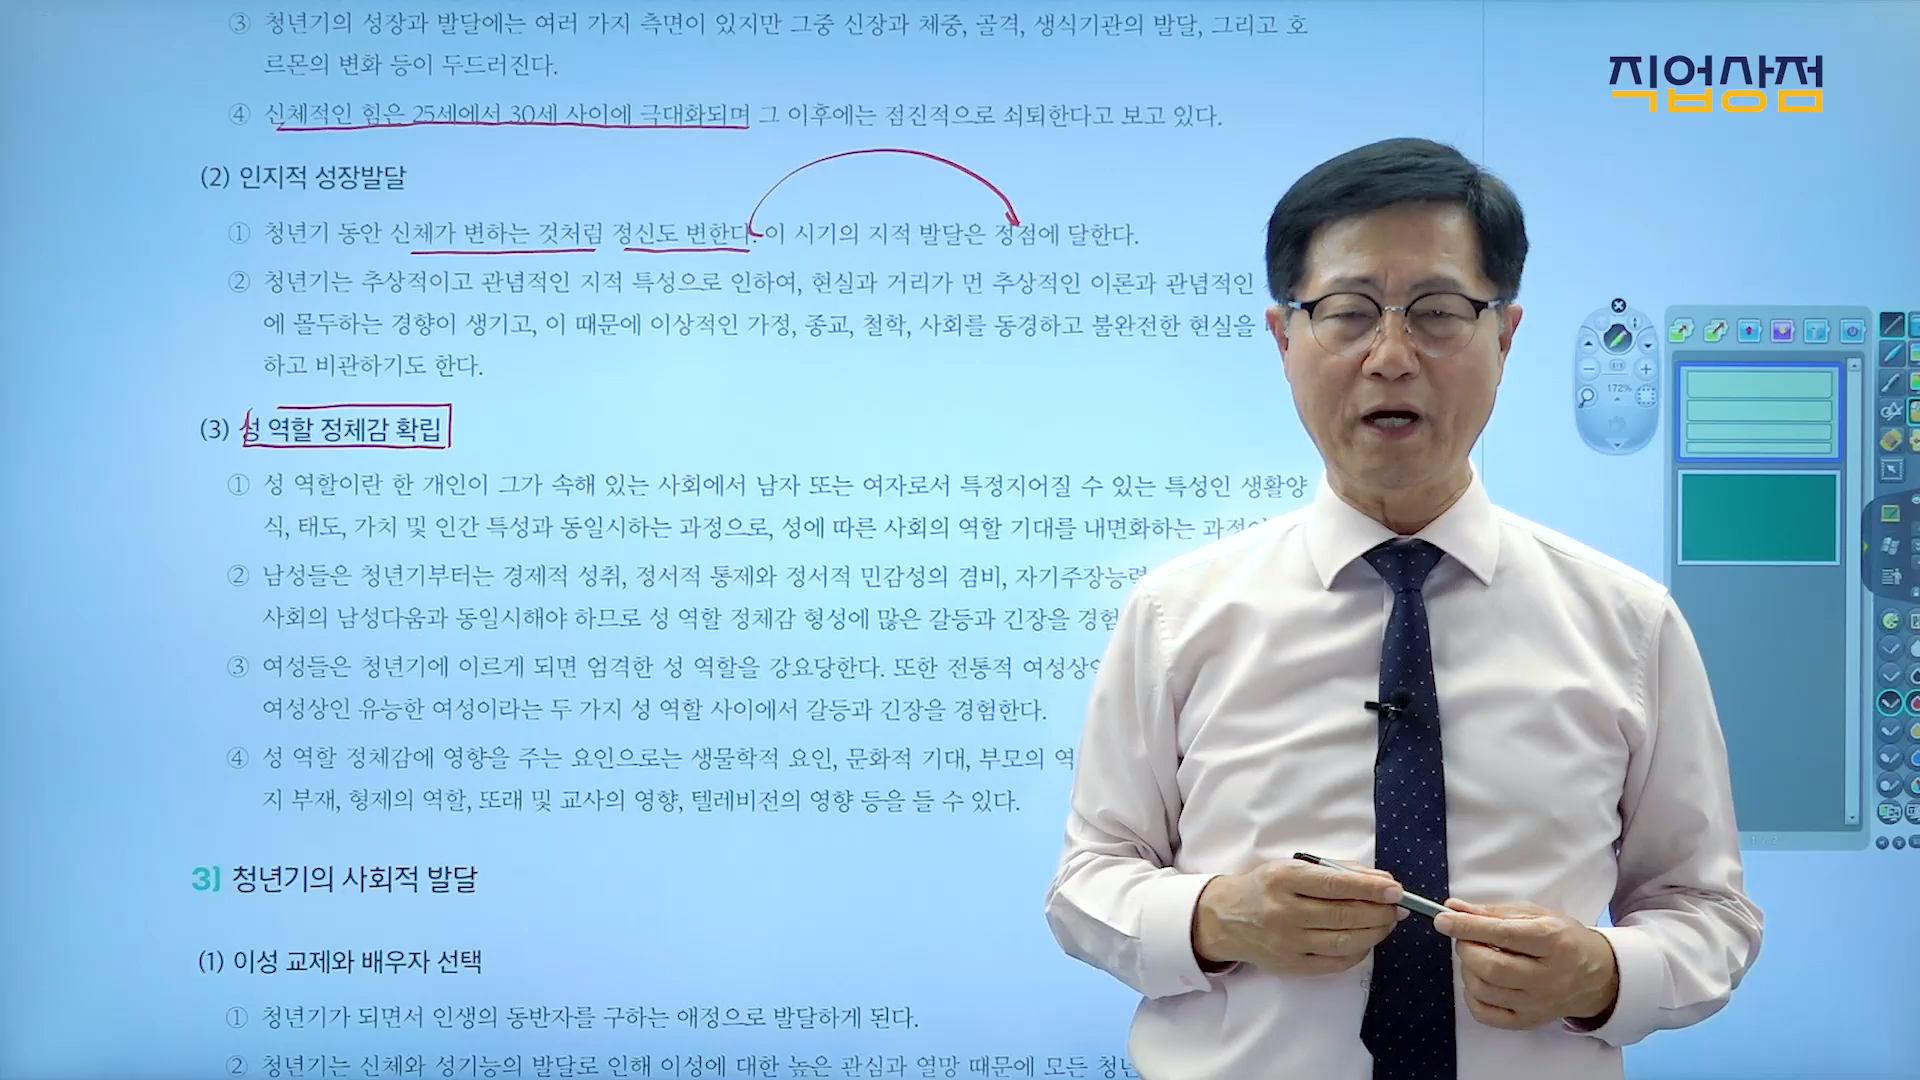 ③ 청년기의 성장과 발달에는 여러 가지 측면이 있지만 그중 신장과 체중, 골격, 생식기관의 발달, 그리고 호
르몬의 변화 등이 두드러진다.
직업상점
④ 신체적인 힘은 25세에서 30세 사이에 극대화되며 그 이후에는 점진적으로 쇠퇴한다고 보고 있다.
(2) 인지적 성장발달
① 청년기 동안 신체가 변하는 것처럼 정신도 변한다. 이 시기의 지적 발달은 정점에 달한다.
② 청년기는 추상적이고 관념적인 지적 특성으로 인하여, 현실과 거리가 먼 추상적인 이론과 관념적인
에 몰두하는 경향이 생기고, 이 때문에 이상적인 가정, 종교, 철학, 사회를 동경하고 불완전한 현실을
하고 비관하기도 한다.
172%
(3) 성 역할 정체감 확립
① 성 역할이란 한 개인이 그가 속해 있는 사회에서 남자 또는 여자로서 특정지어질 수 있는 특성인 생활양
식, 태도, 가치 및 인간 특성과 동일시하는 과정으로, 성에 따른 사회의 역할 기대를 내면화하는
② 남성들은 청년기부터는 경제적 성취, 정서적 통제와 정서적 민감성의 겸비, 자기주장능력
사회의 남성다움과 동일시해야 하므로 성 역할 정체감 형성에 많은 갈등과 긴장을
③ 여성들은 청년기에 이르게 되면 엄격한 성 역할을 강요당한다. 또한 전통적
여성상인 유능한 여성이라는 두 가지 성 역할 사이에서 갈등과 긴장을 경험한다.
④ 성 역할 정체감에 영향을 주는 요인으로는 생물학적 요인, 문화적 기대, 부모의
지 부재, 형제의 역할, 또래 및 교사의 영향, 텔레비전의 영향 등을 들 수 있다.
3) 청년기의 사회적 발달
(1) 이성 교제와 배우자 선택
① 청년기가 되면서 인생의 동반자를 구하는 애정으로 발달하게 된다.
② 청년기는 신체와 성기능의 발달로 인해 이성에 대한 높은 관심과 열망 때문에 모든